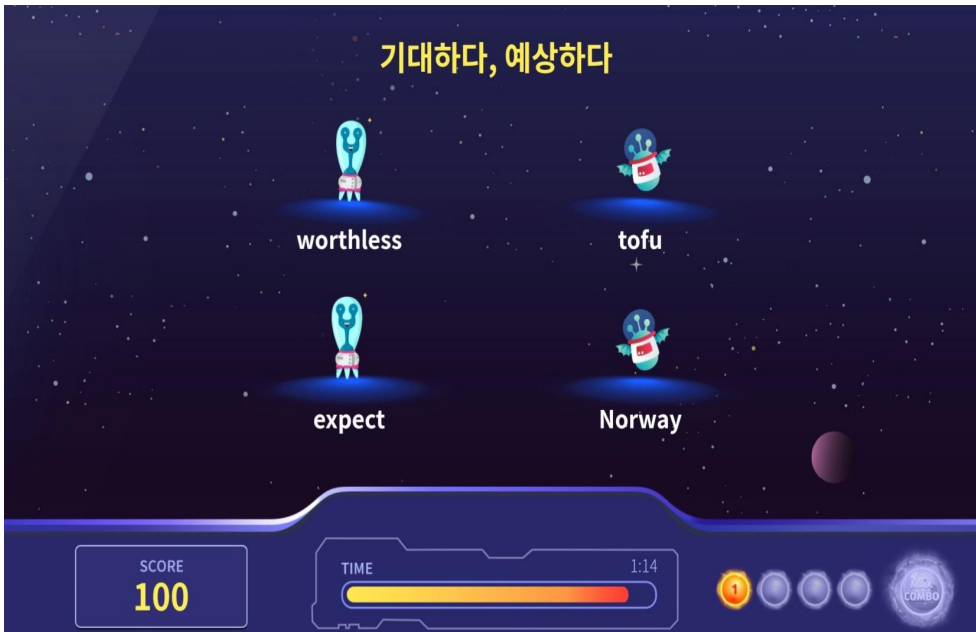 기대하다, 예상하다
worthless
tofu
expect
Norway
SCORE
100
TIME
1:14
1
COMBO